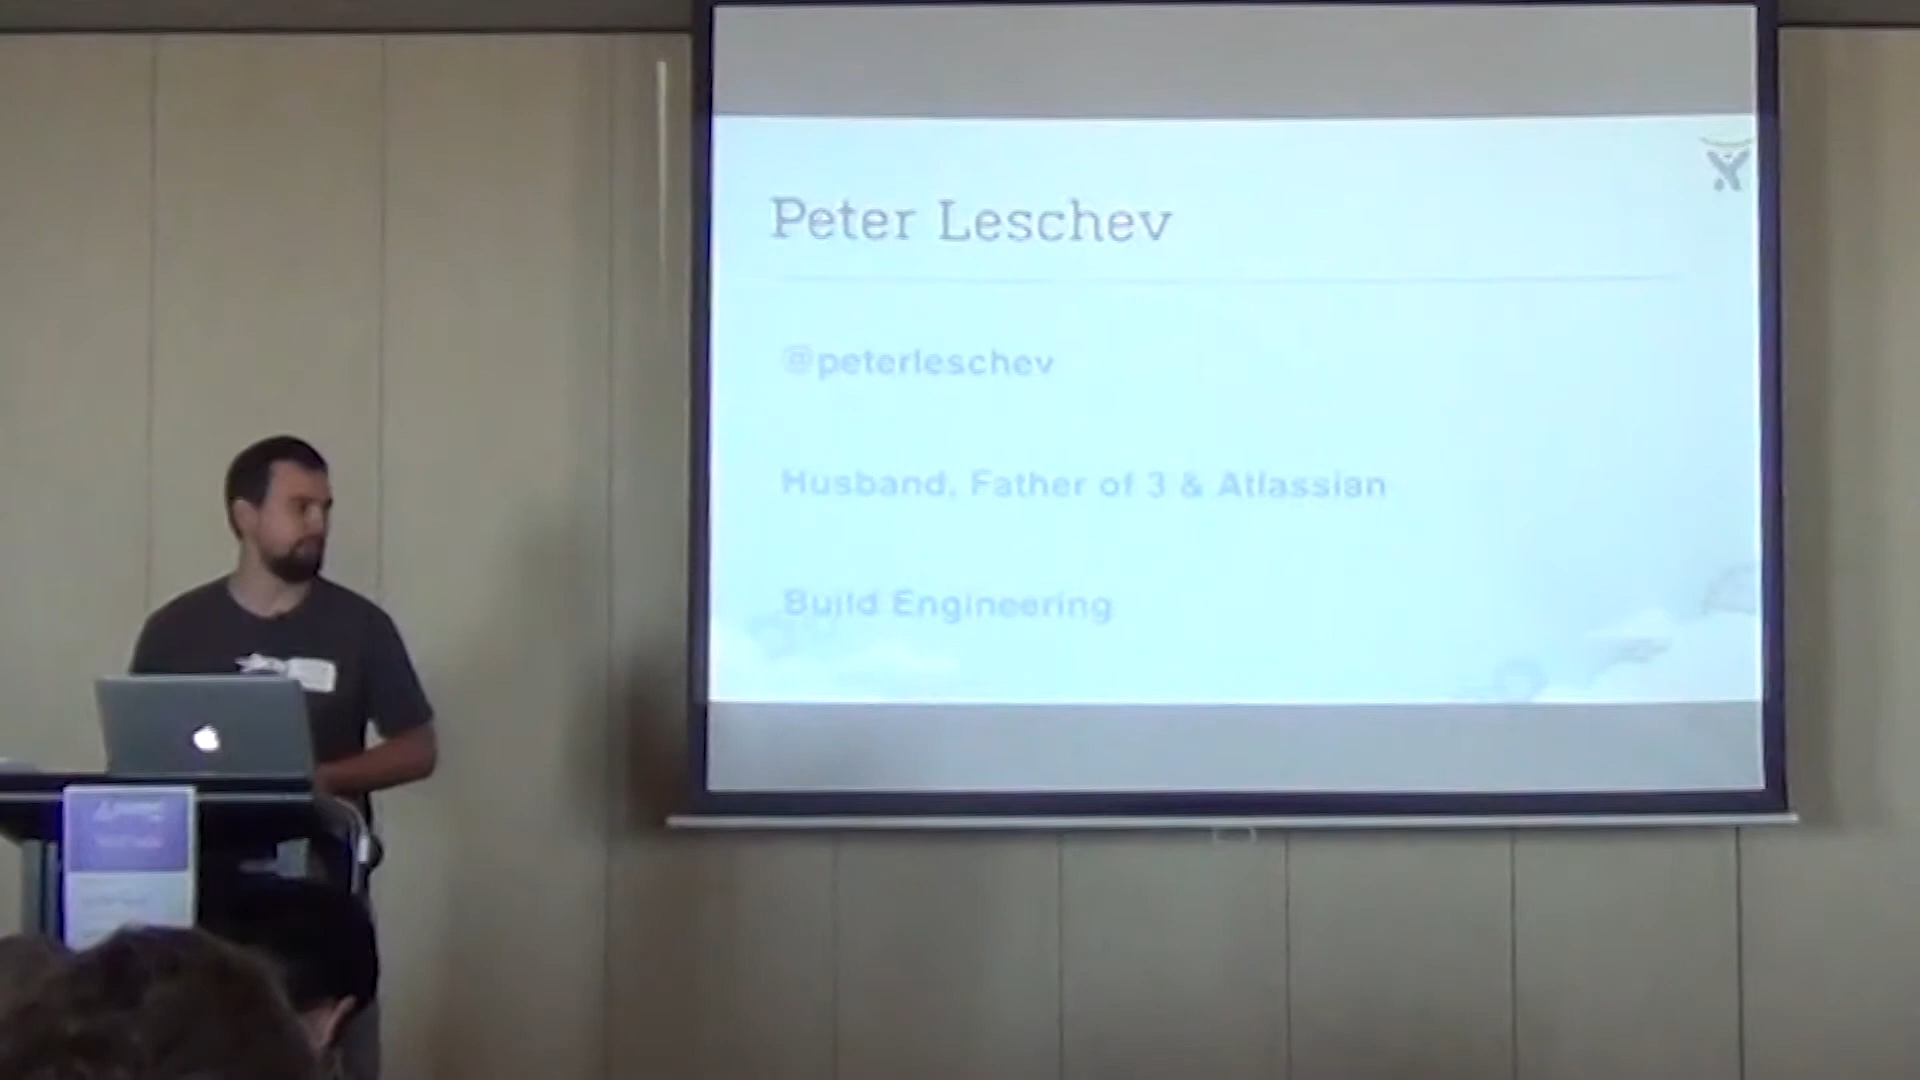 Peter Leschev
@peterleschev
Husband, Father of 3 & Atlassian
Build Engineering